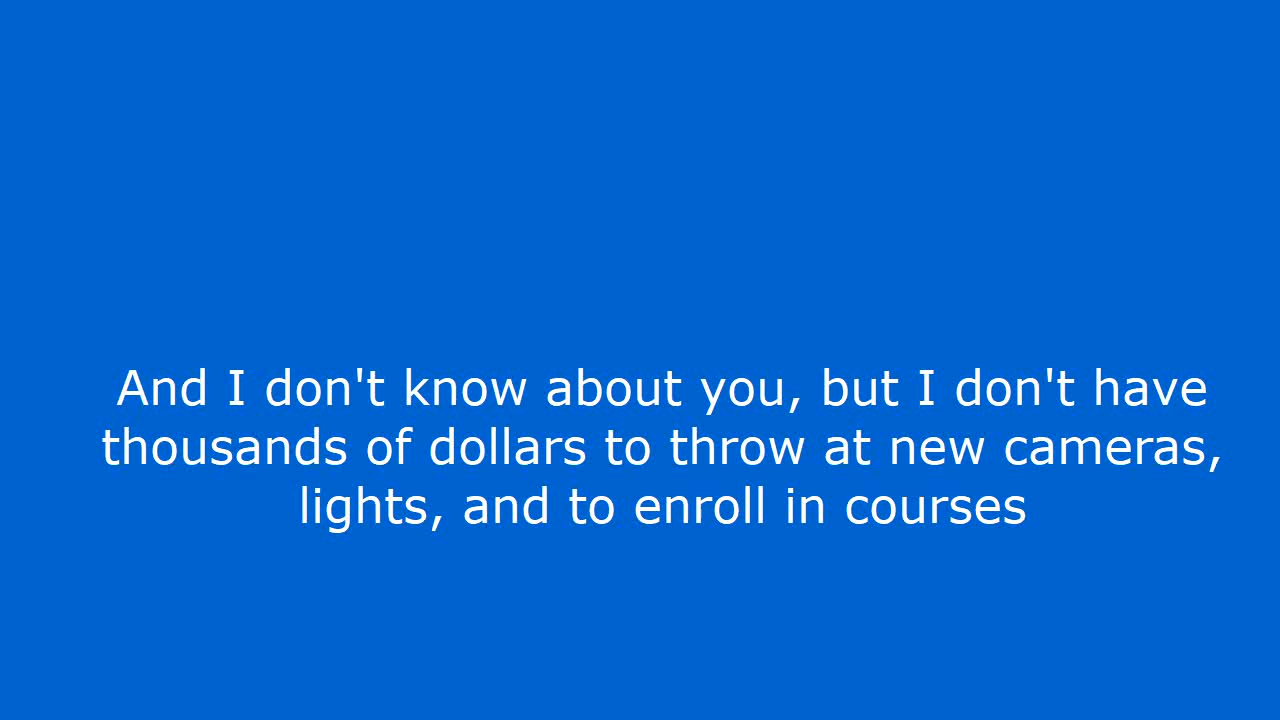 And I don't know about you, but I don't have
thousands of dollars to throw at new cameras,
lights, and to enroll in courses